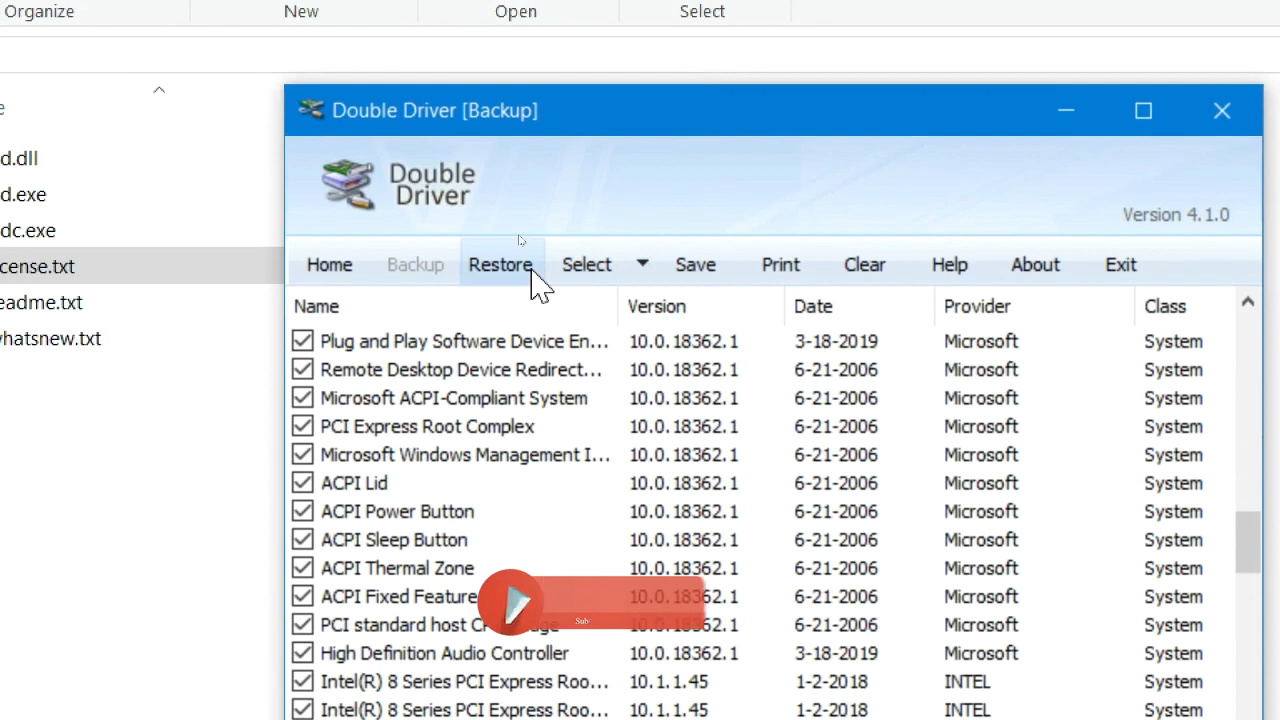 Organize New Open Select
e
d.dll
d.exe
dc.exe
cense.txt
eadme.txt
hatsnew.txt
Double Driver [Backup]
Double
Driver
Version 4.1.0
Home Backup Restore Select Save Print Clear Help About Exit
Name Version Date Provider Class
Plug and Play Software Device En... 10.0.18362.1 3-18-2019 Microsoft System
Remote Desktop Device Redirect... 10.0.18362.1 6-21-2006 Microsoft System
Microsoft ACPI-Compliant System 10.0.18362.1 6-21-2006 Microsoft System
PCI Express Root Complex 10.0.18362.1 6-21-2006 Microsoft System
Microsoft Windows Management I... 10.0.18362.1 6-21-2006 Microsoft System
ACPI Lid 10.0.18362.1 6-21-2006 Microsoft System
ACPI Power Button 10.0.18362.1 6-21-2006 Microsoft System
ACPI Sleep Button 10.0.18362.1 6-21-2006 Microsoft System
ACPI Thermal Zone 10.0.18362.1 6-21-2006 Microsoft System
ACPI Fixed Feature 10.0.18362.1 6-21-2006 Microsoft System
PCI standard host 10.0.18362.1 6-21-2006 Microsoft System
Sub
High Definition Audio Controller 10.0.18362.1 3-18-2019 Microsoft System
Intel(R) 8 Series PCI Express Roo... 10.1.1.45 1-2-2018 INTEL System
Intel(R) 8 Series PCI Express Roo... 10.1.1.45 1-2-2018 INTEL System